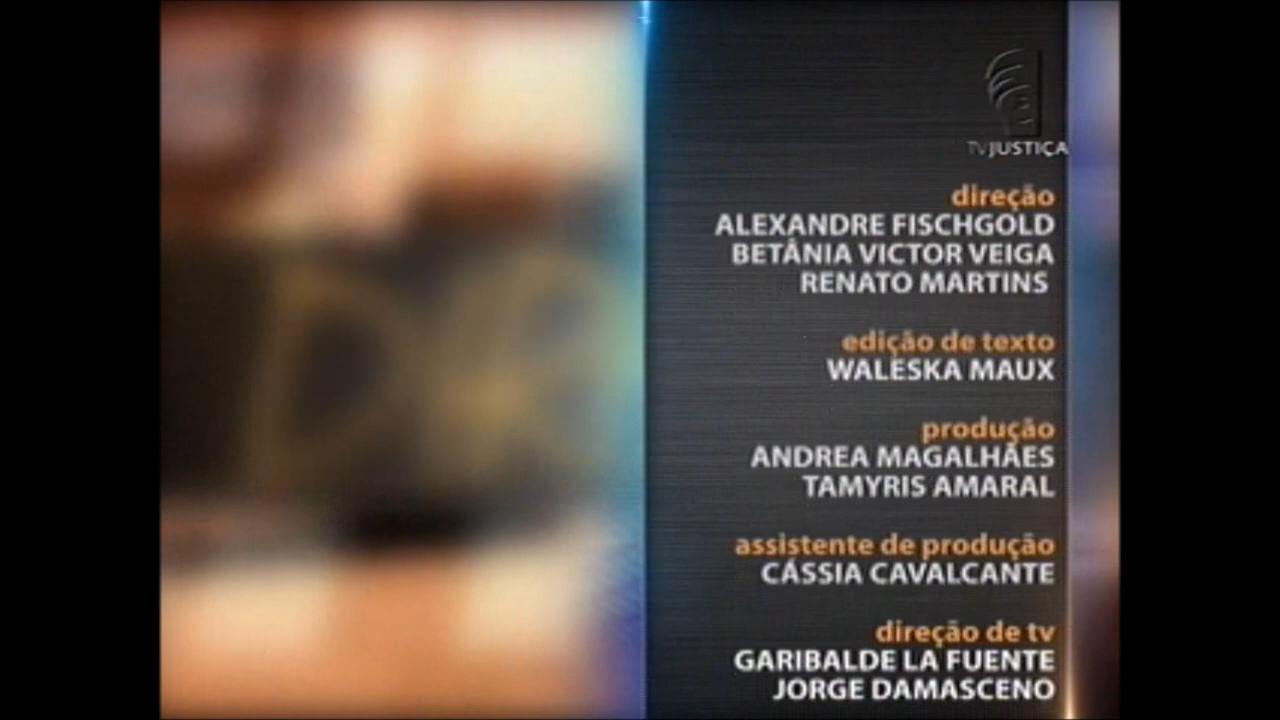 TVJUSTIÇA
direção
ALEXANDRE FISCHGOLD
BETÂNIA VICTOR VEIGA
RENATO MARTINS
edição de texto
WALESKA MAUX
produção
ANDREA MAGALHÃES
TAMYRIS AMARAL
assistente de produção
CÁSSIA CAVALCANTE
direção de tv
GARIBALDE LA FUENTE
JORGE DAMASCENO